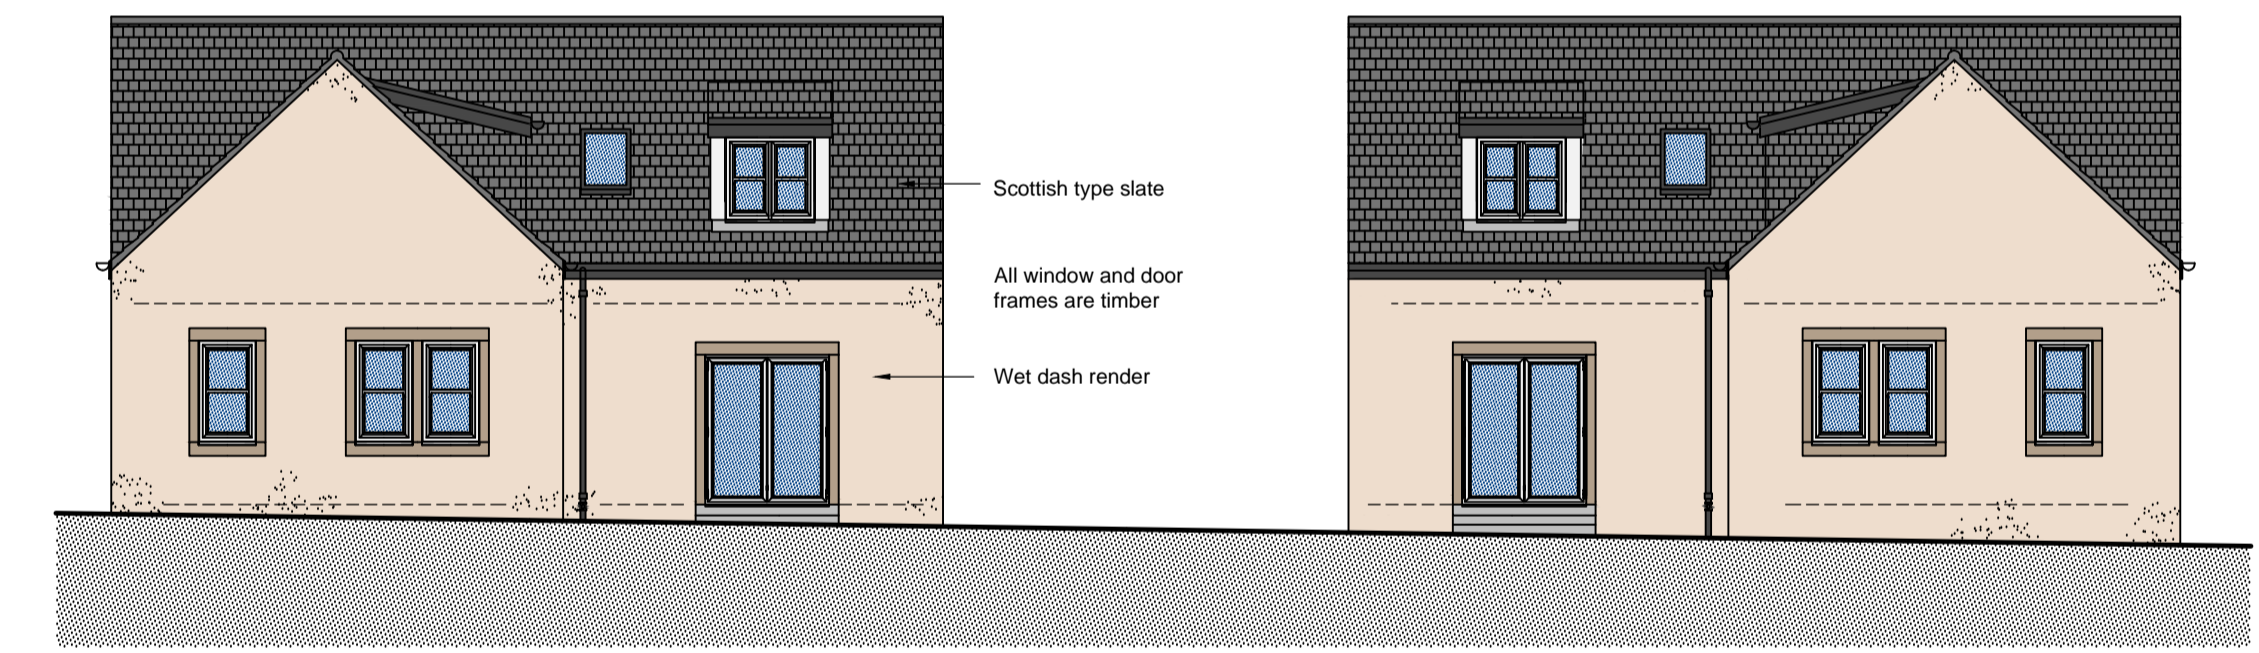 Scottish type slate
All window and door
frames are timber
Wet dash render